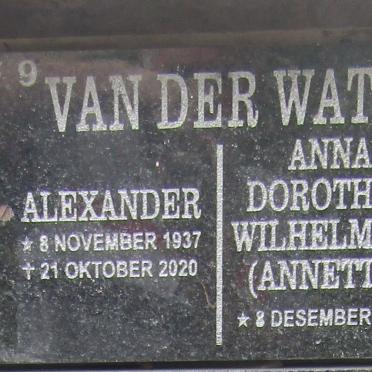 9
VAN DER WAT
ALEXANDER
* 8 NOVEMBER 1937
† 21 OKTOBER 2020
ANNA
DOROTH
WILHELM
(ANNETT
* 8 DESEMBER